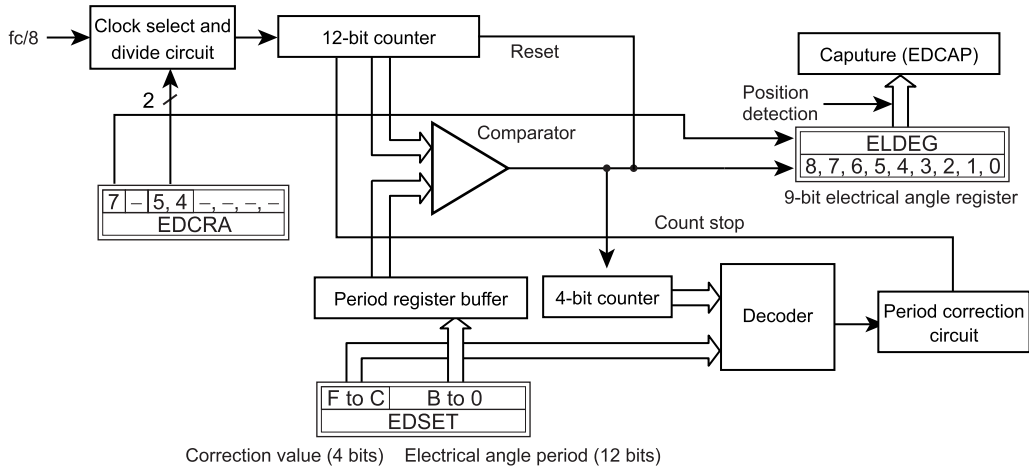 fc/8
Clock select and
divide circuit
12-bit counter
Reset
Caputure (EDCAP)
2
Position
detection
Comparator
ELDEG
8, 7, 6, 5, 4, 3, 2, 1, 0
9-bit electrical angle register
7 – 5, 4 –, –, –, –
EDCRA
Count stop
Period register buffer
4-bit counter
Decoder
Period correction
circuit
F to C B to 0
EDSET
Correction value (4 bits) Electrical angle period (12 bits)